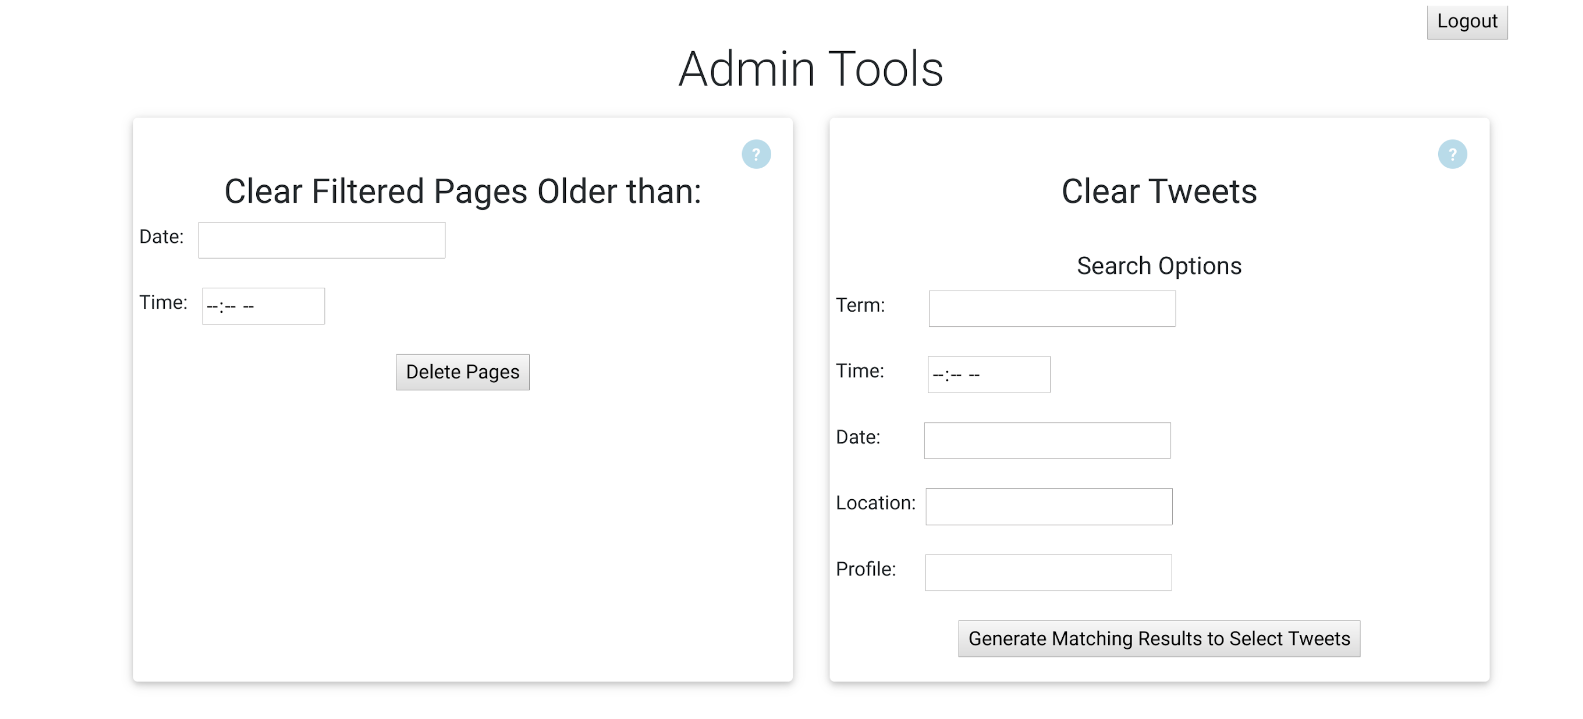 Logout
Admin Tools
?
Clear Filtered Pages Older than:
Date:
Time: --:-- --
Delete Pages
?
Clear Tweets
Search Options
Term:
Time: --:-- --
Date:
Location:
Profile:
Generate Matching Results to Select Tweets